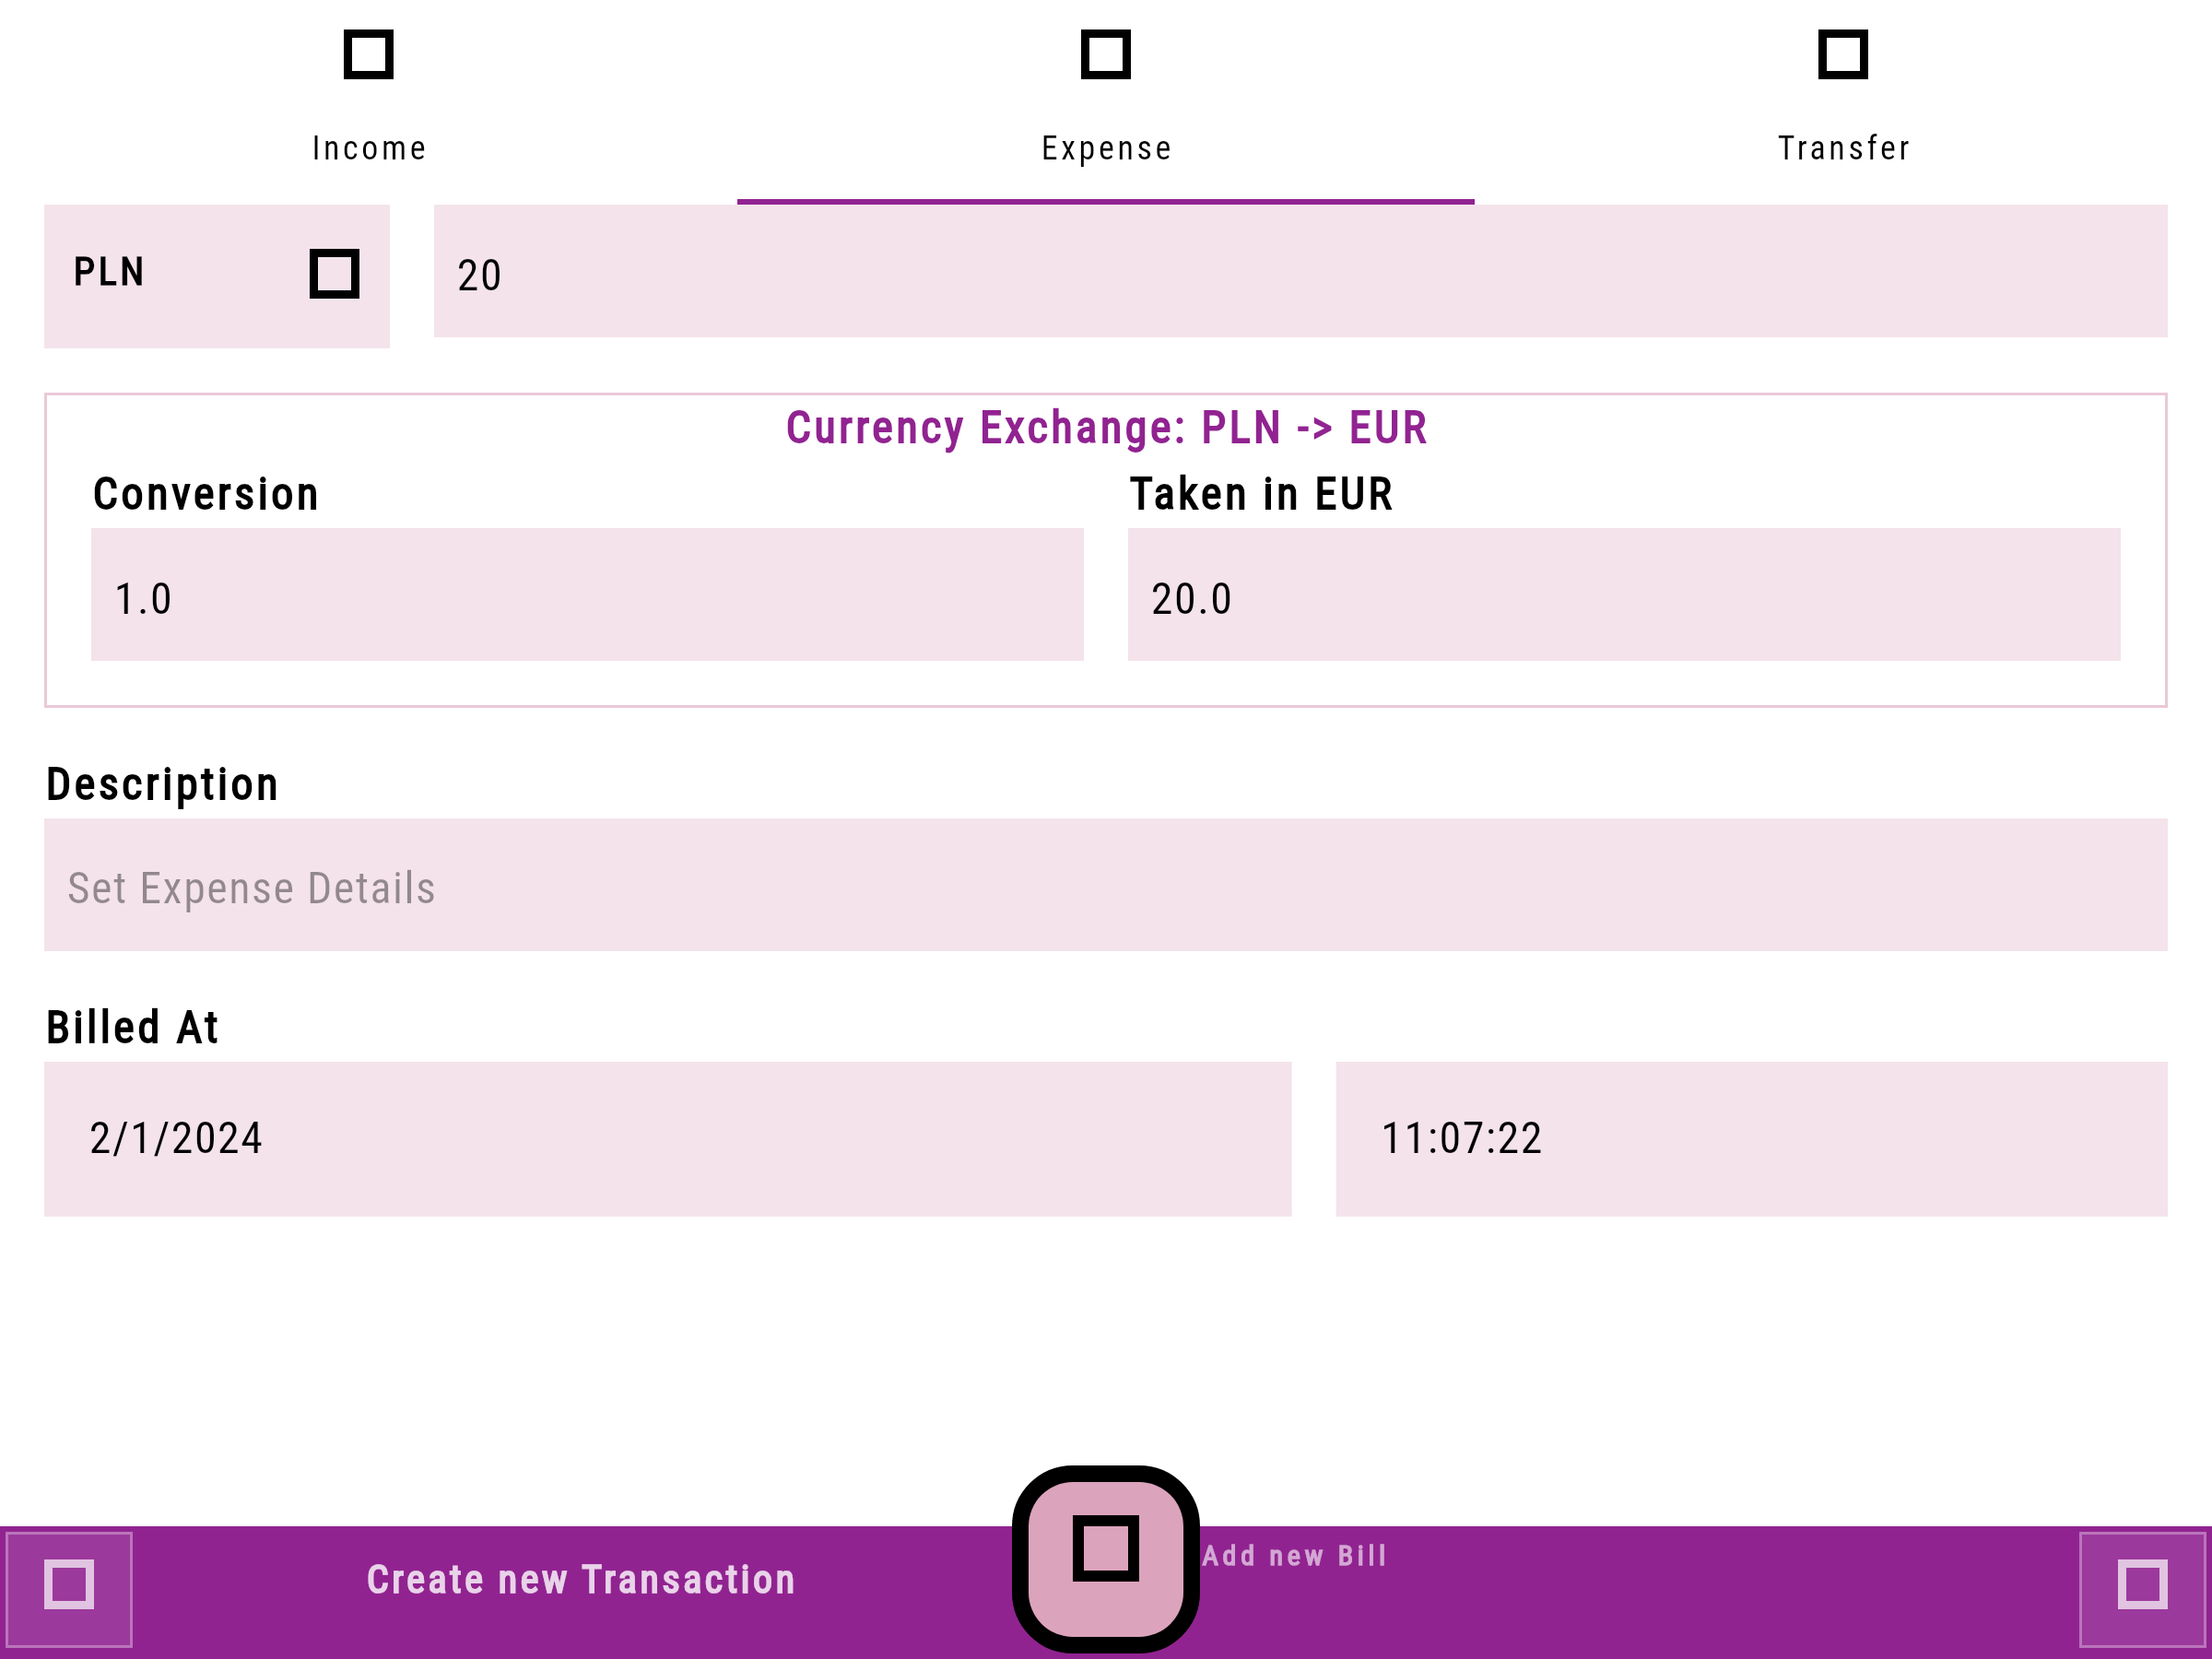 Income
Expense
Transfer
PLN
20
Currency Exchange: PLN -> EUR
Conversion
Taken in EUR
1.0
20.0
Description
Set Expense Details
Billed At
2/1/2024
11:07:22
Create new Transaction
Add new Bill